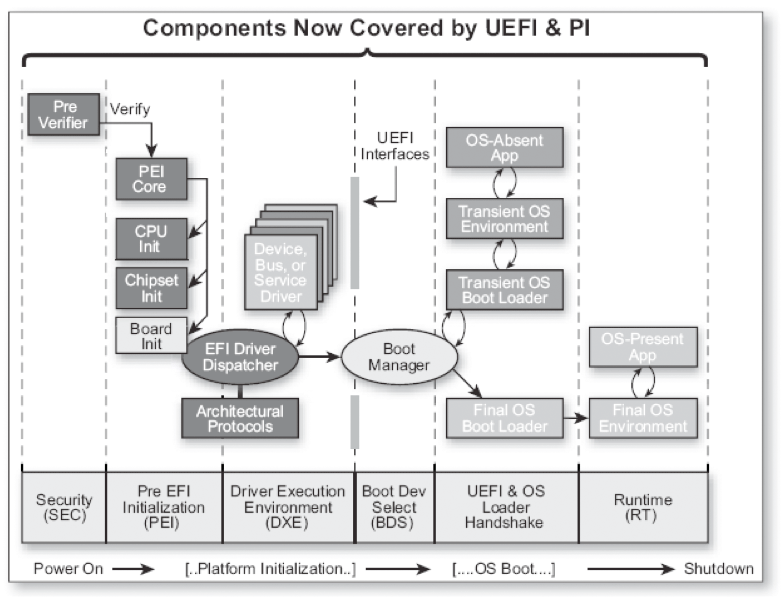 Components Now Covered by UEFI & PI
Pre
Verifier
Verify
PEI
Core
CPU
Init
Chipset
Init
Board
Init
Device,
Bus, or
Service
Driver
EFI Driver
Dispatcher
Architectural
Protocols
UEFI
Interfaces
Boot
Manager
OS-Absent
App
Transient OS
Environment
Transient OS
Boot Loader
Final OS
Boot Loader
OS-Present
App
Final OS
Environment
Security
(SEC)
Pre EFI
Initialization
(PEI)
Driver Execution
Environment
(DXE)
Boot Dev
Select
(BDS)
UEFI & OS
Loader
Handshake
Runtime
(RT)
Power On
[..Platform Initialization..]
[....OS Boot....]
Shutdown